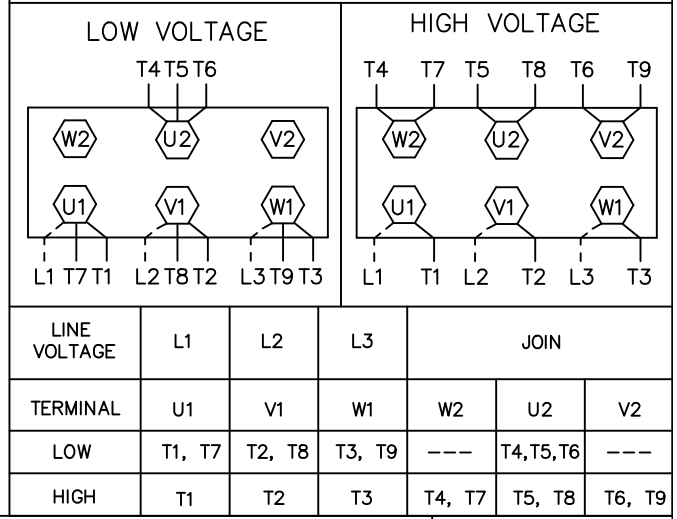 LOW VOLTAGE
T4 T5 T6
W2 U2 V2
U1 V1 W1
L1 T7 T1 L2 T8 T2 L3 T9 T3
HIGH VOLTAGE
T4 T7 T5 T8 T6 T9
W2 U2 V2
U1 V1 W1
L1 T1 L2 T2 L3 T3
LINE VOLTAGE L1 L2 L3 JOIN
TERMINAL U1 V1 W1 W2 U2 V2
LOW T1, T7 T2, T8 T3, T9 --- T4,T5,T6 ---
HIGH T1 T2 T3 T4, T7 T5, T8 T6, T9